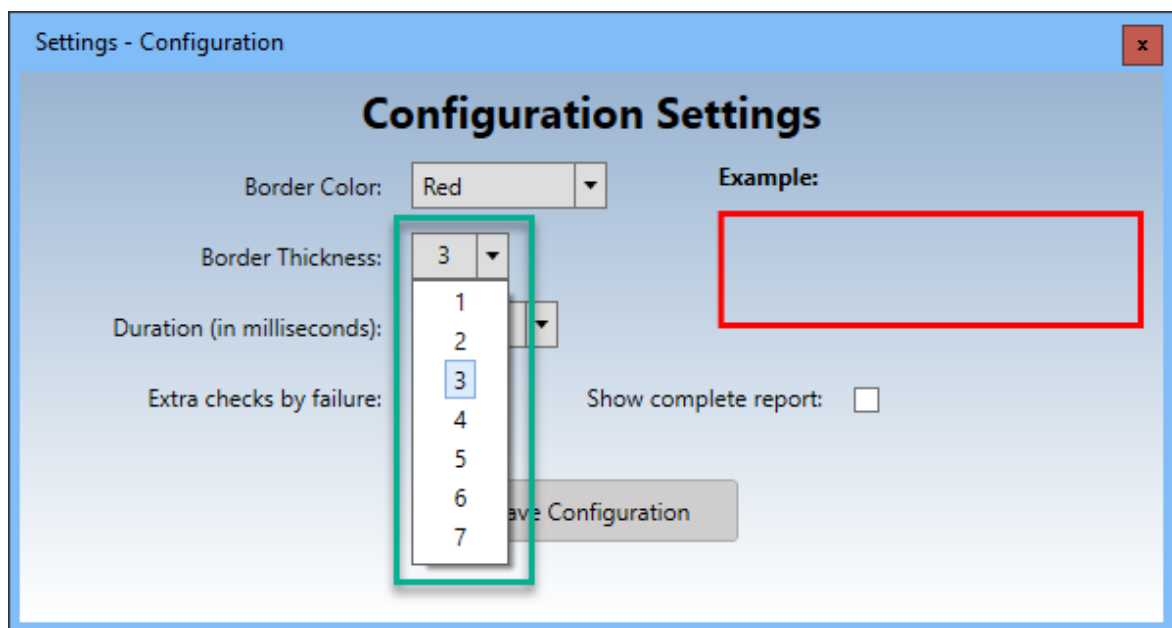 Settings - Configuration
x
Configuration Settings
Border Color:
Red
Example:
Border Thickness:
3
1
2
3
4
5
6
7
Duration (in milliseconds):
Extra checks by failure:
Show complete report:
ave Configuration